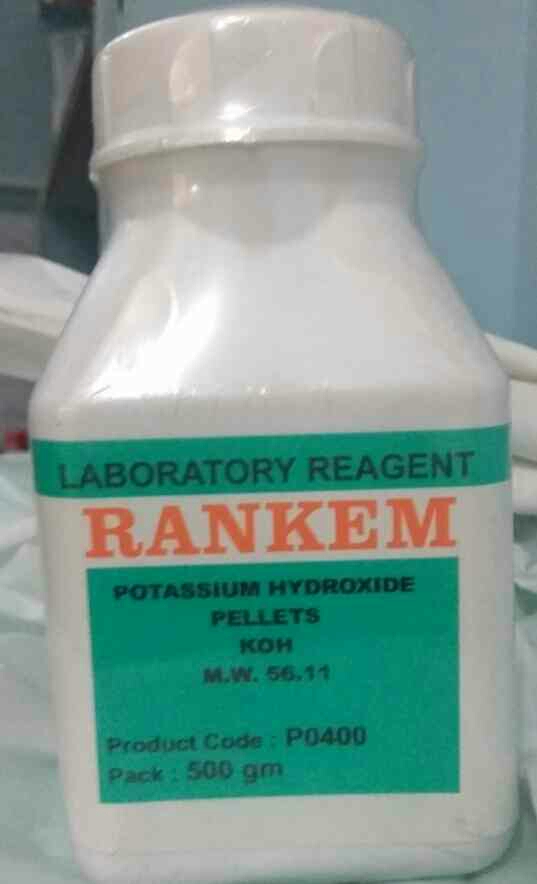 LABORATORY REAGENT
RANKEM
POTASSIUM HYDROXIDE
PELLETS
KOH
M.W. 56.11
Product Code : P0400
Pack : 500 gm